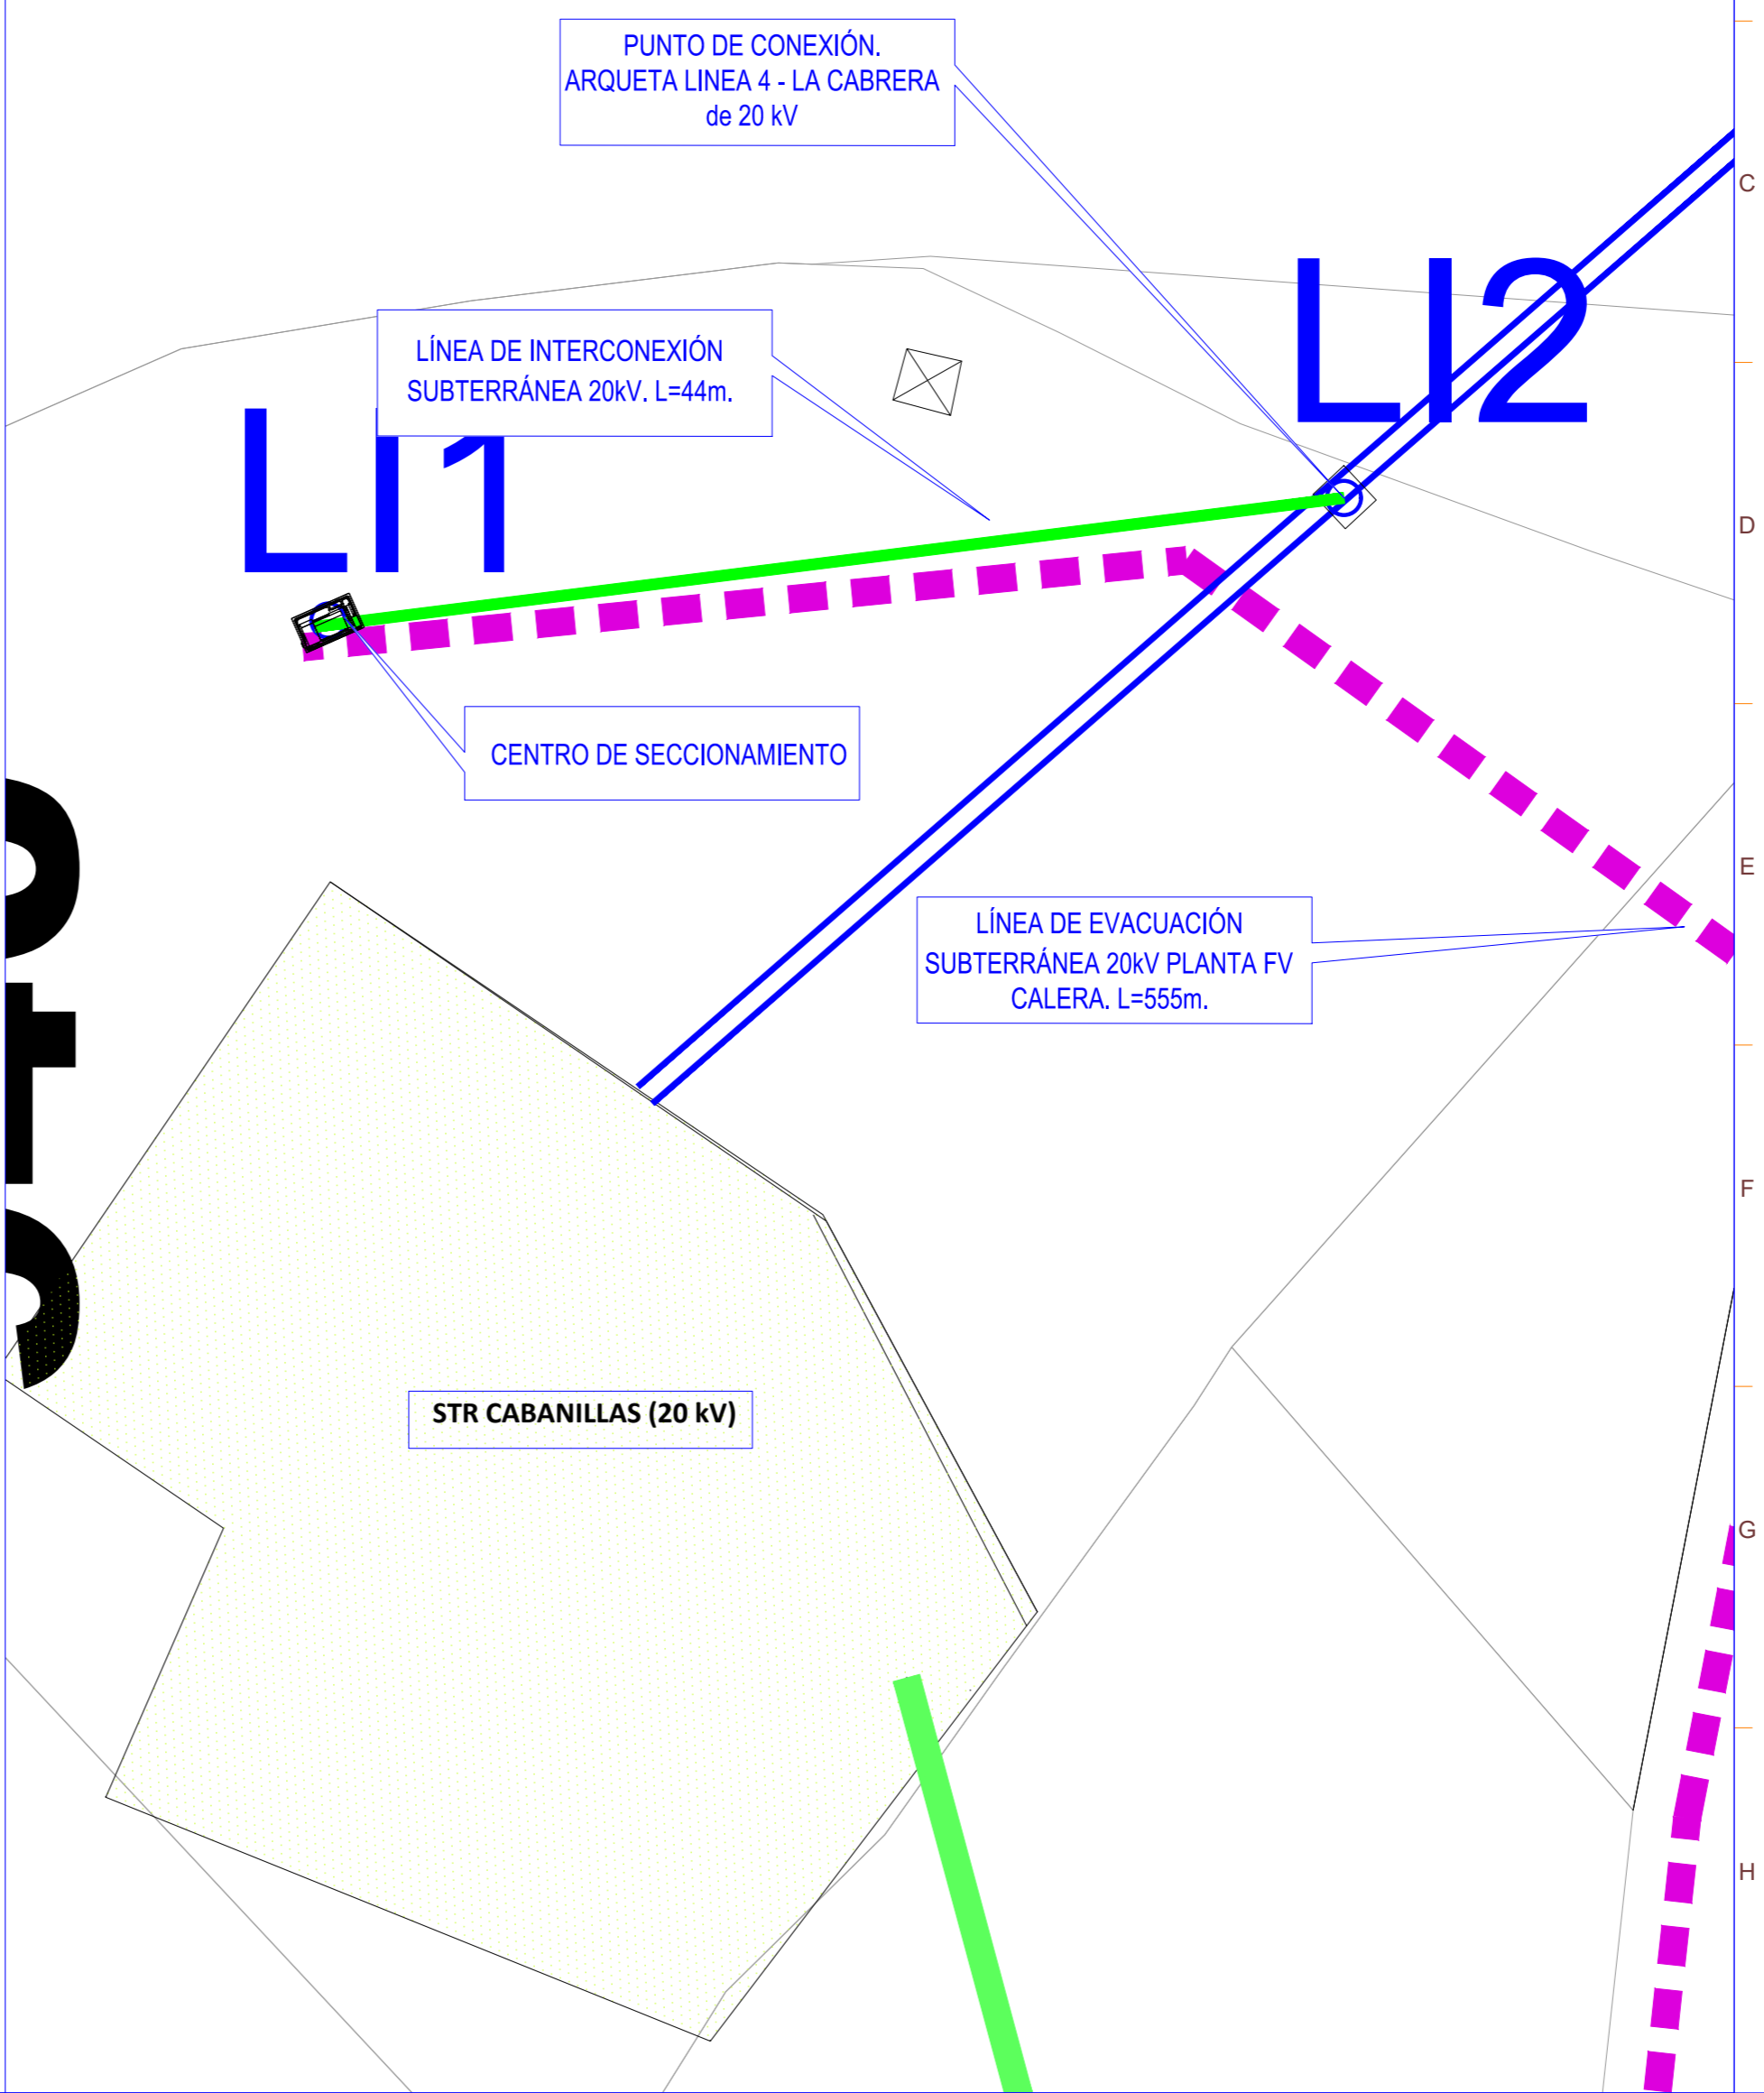 PUNTO DE CONEXIÓN.
ARQUETA LINEA 4 - LA CABRERA
de 20 kV
C
LI2
LÍNEA DE INTERCONEXIÓN
SUBTERRÁNEA 20kV. L=44m.
LI1
D
CENTRO DE SECCIONAMIENTO
E
LÍNEA DE EVACUACIÓN
SUBTERRÁNEA 20kV PLANTA FV
CALERA. L=555m.
F
STR CABANILLAS (20 kV)
G
H